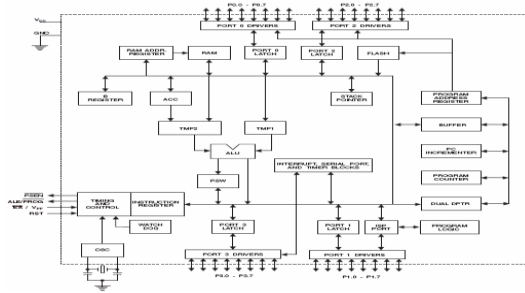 P0.0 - P0.7
P2.0 - P2.7
VCC
GND
PORT 0 DRIVERS
PORT 2 DRIVERS
RAM ADDR. REGISTER
RAM
PORT 0 LATCH
PORT 2 LATCH
FLASH
B REGISTER
ACC
STACK POINTER
PROGRAM ADDRESS REGISTER
BUFFER
TMP2
TMP1
ALU
PC INCREMENTER
INTERRUPT, SERIAL PORT, AND TIMER BLOCKS
PSW
PROGRAM COUNTER
PSEN
ALE/PROG
EA / VPP
RST
TIMING AND CONTROL
INSTRUCTION REGISTER
DUAL DPTR
WATCH DOG
PORT 3 LATCH
PORT 1 LATCH
ISP PORT
PROGRAM LOGIC
OSC
PORT 3 DRIVERS
PORT 1 DRIVERS
P3.0 - P3.7
P1.0 - P1.7